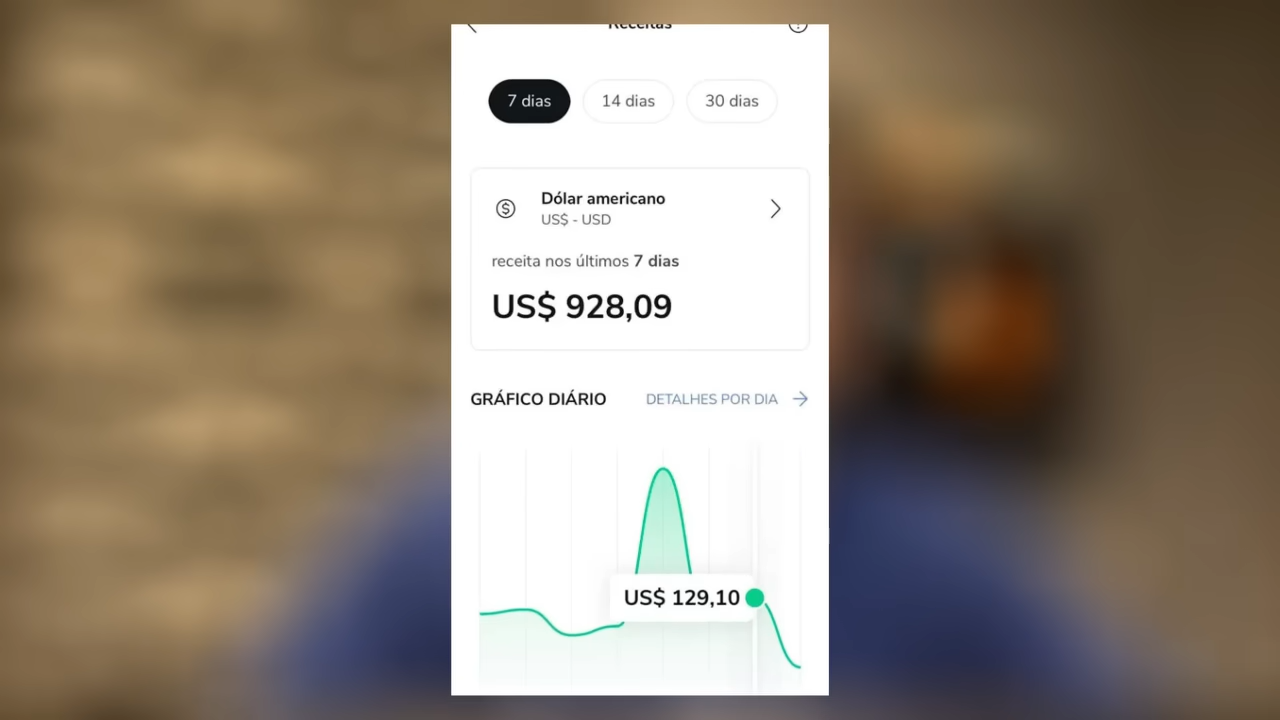 Receitas
7 dias 14 dias 30 dias
Dólar americano
US$ - USD
receita nos últimos 7 dias
US$ 928,09
GRÁFICO DIÁRIO DETALHES POR DIA
US$ 129,10